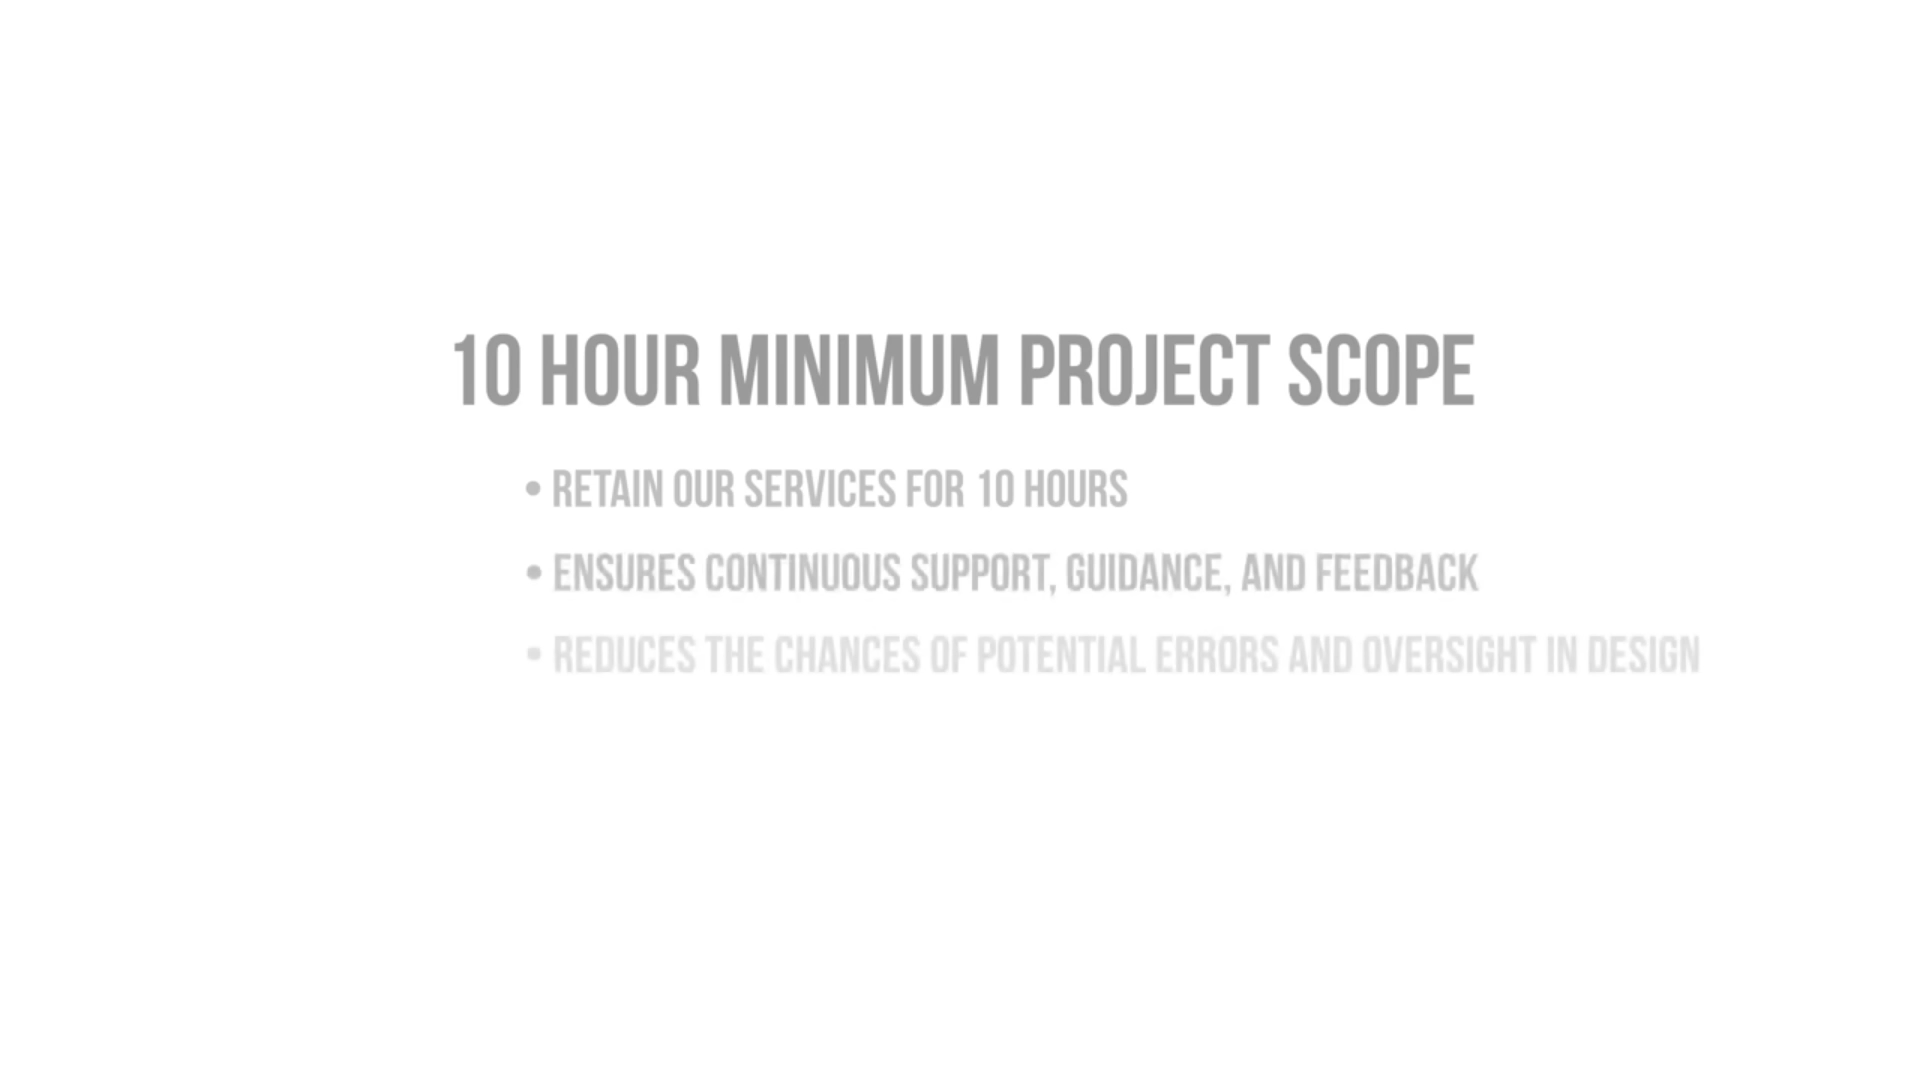 10 HOUR MINIMUM PROJECT SCOPE
• RETAIN OUR SERVICES FOR 10 HOURS
• ENSURES CONTINUOUS SUPPORT, GUIDANCE, AND FEEDBACK
• REDUCES THE CHANCES OF POTENTIAL ERRORS AND OVERSIGHT IN DESIGN